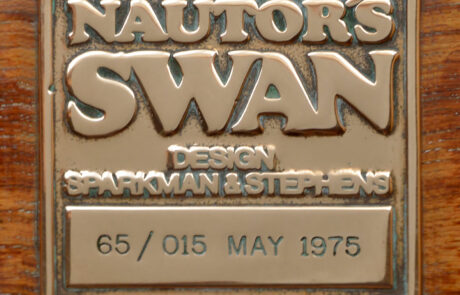 NAUTOR'S
SWAN
DESIGN
SPARKMAN & STEPHENS
65 / 015 MAY 1975